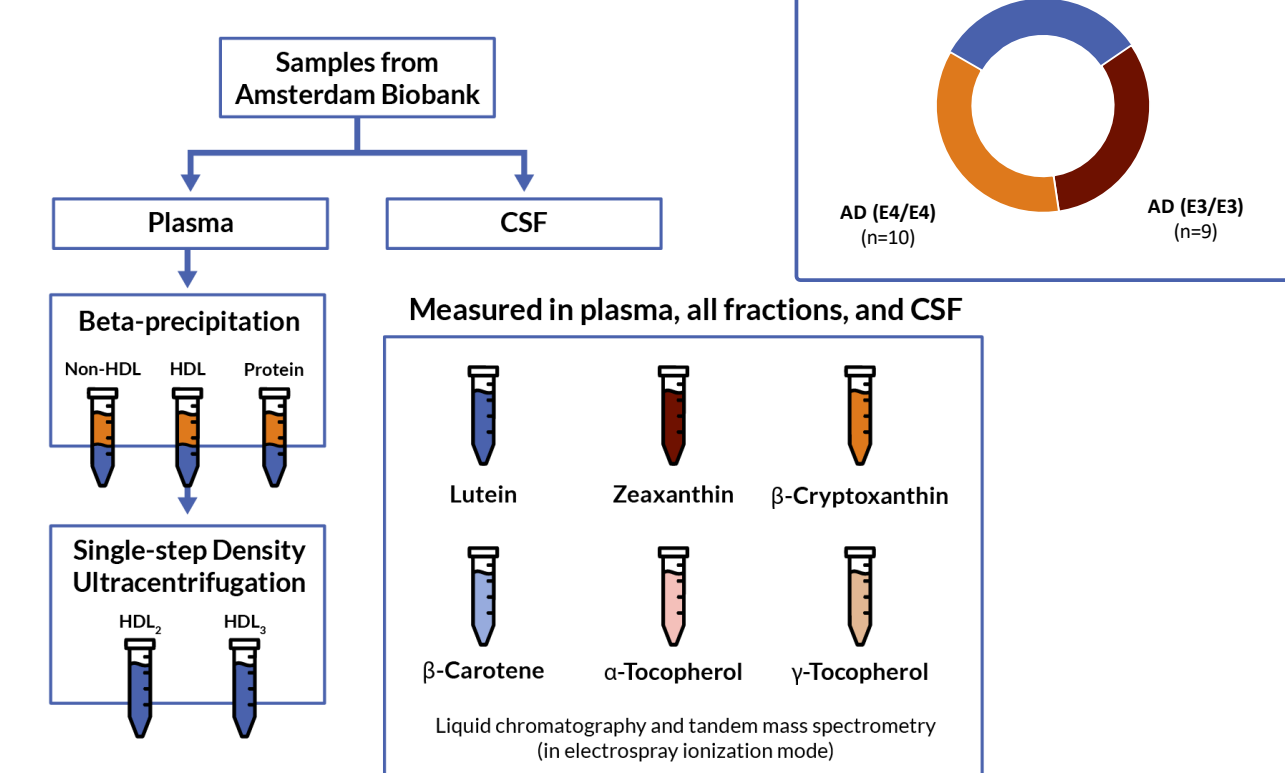 Samples from
Amsterdam Biobank
Plasma
CSF
Beta-precipitation
Non-HDL
HDL
Protein
Single-step Density
Ultracentrifugation
HDL₂
HDL₃
AD (E4/E4)
(n=10)
AD (E3/E3)
(n=9)
Measured in plasma, all fractions, and CSF
Lutein
Zeaxanthin
β-Cryptoxanthin
β-Carotene
α-Tocopherol
γ-Tocopherol
Liquid chromatography and tandem mass spectrometry
(in electrospray ionization mode)